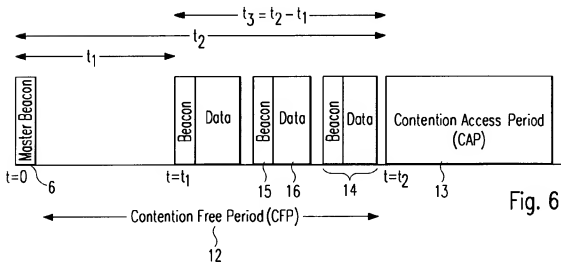 t₃ = t₂ - t₁
t₂
t₁
Master Beacon
Beacon
Data
Beacon
Data
Beacon
Data
Contention Access Period
(CAP)
t=0
6
t=t₁
15
16
14
t=t₂
13
Contention Free Period (CFP)
12
Fig. 6